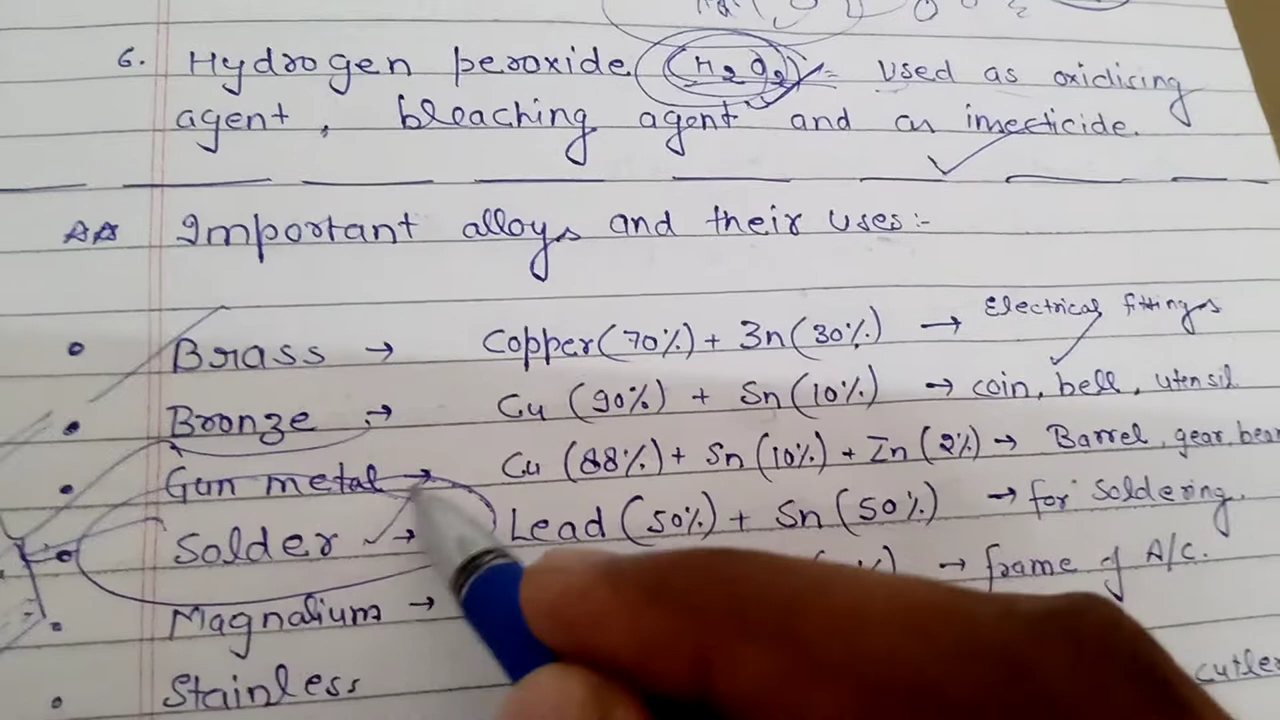 6. Hydrogen peroxide (H2O2) = used as oxidising
agent, bleaching agent and an insecticide.
Important alloys and their uses:-
• Brass → Copper(70%) + Zn(30%) → Electrical fittings
• Bronze → Cu (90%) + Sn(10%) → coin, bell, utensil
• Gun metal → Cu (88%) + Sn(10%) + Zn(2%) → Barrel, gear, bear
• Solder → Lead (50%) + Sn(50%) → for soldering.
• Magnalium → → frame of A/C.
• Stainless cutler